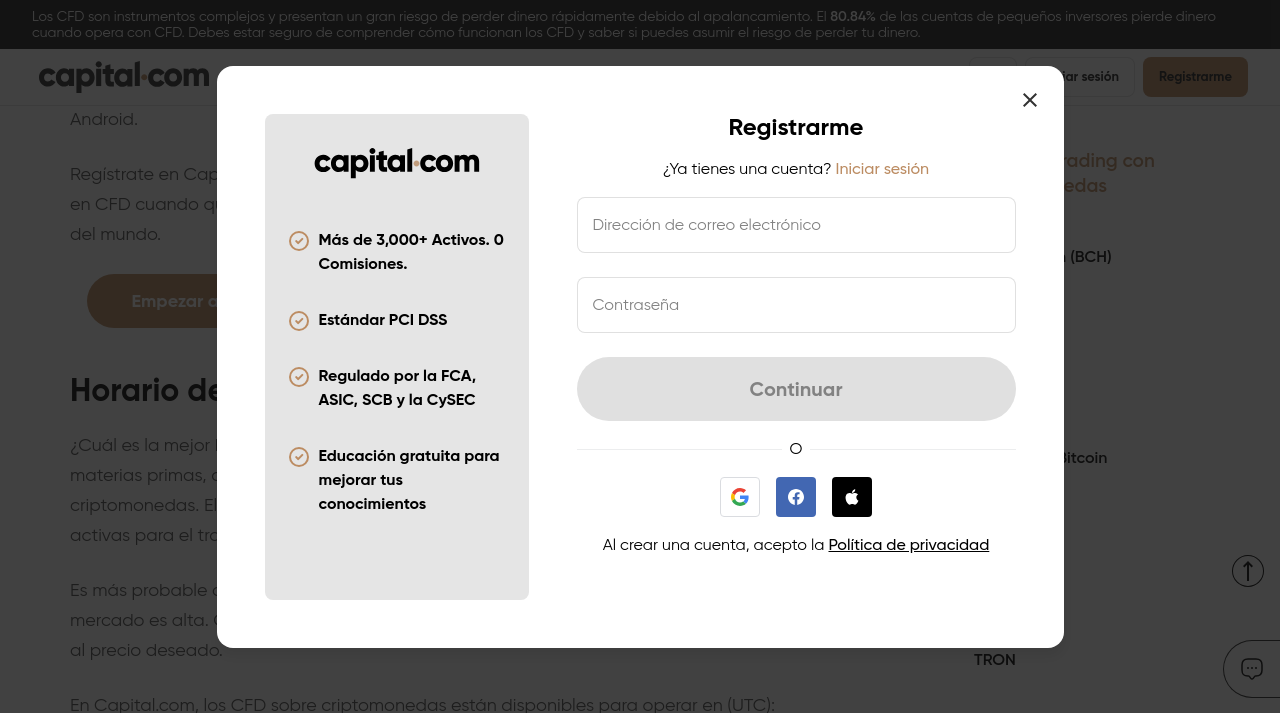 Los CFD son instrumentos complejos y presentan un gran riesgo de perder dinero rápidamente debido al apalancamiento. El 80.84% de las cuentas de pequeños inversores pierde dinero
cuando opera con CFD. Debes estar seguro de comprender cómo funcionan los CFD y saber si puedes asumir el riesgo de perder tu dinero.
capital.com
iar sesión
Registrarme
Android.
Regístrate en Cap
en CFD cuando qu
del mundo.
Empezar a
Horario de
¿Cuál es la mejor
materias primas,
criptomonedas. El
activas para el tra
Es más probable
mercado es alta.
al precio deseado.
En Capital.com, los CFD sobre criptomonedas están disponibles para operar en (UTC):
rading con
edas
(BCH)
Bitcoin
TRON
capital.com
Más de 3,000+ Activos. 0
Comisiones.
Estándar PCI DSS
Regulado por la FCA,
ASIC, SCB y la CySEC
Educación gratuita para
mejorar tus
conocimientos
Registrarme
¿Ya tienes una cuenta? Iniciar sesión
Dirección de correo electrónico
Contraseña
Continuar
O
Al crear una cuenta, acepto la Política de privacidad